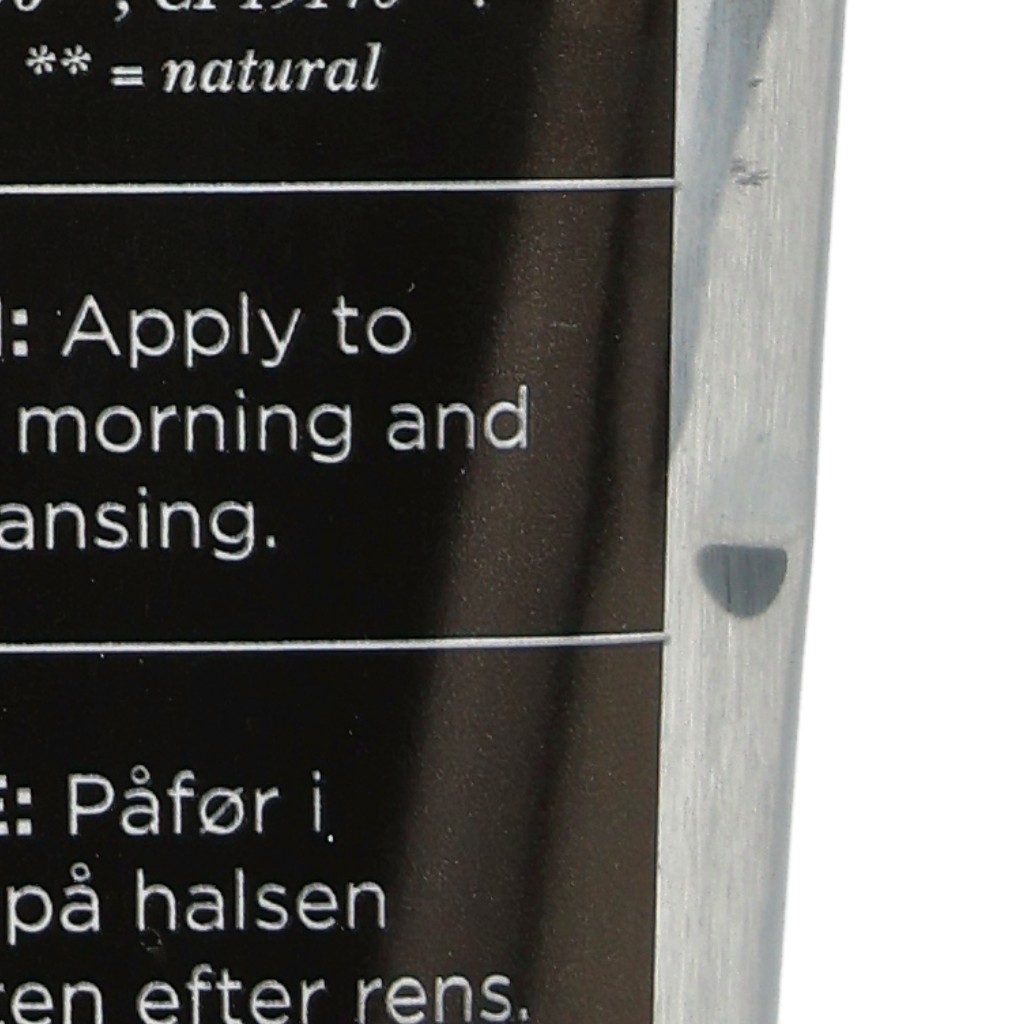 ** = natural
: Apply to
morning and
ansing.
E: Påfør i
på halsen
ten efter rens.